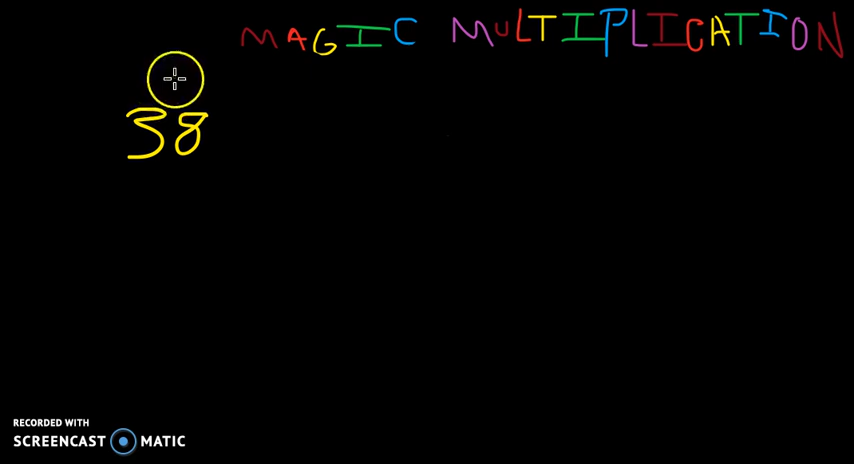 MAGIC MULTIPLICATION
38
RECORDED WITH
SCREENCAST MATIC